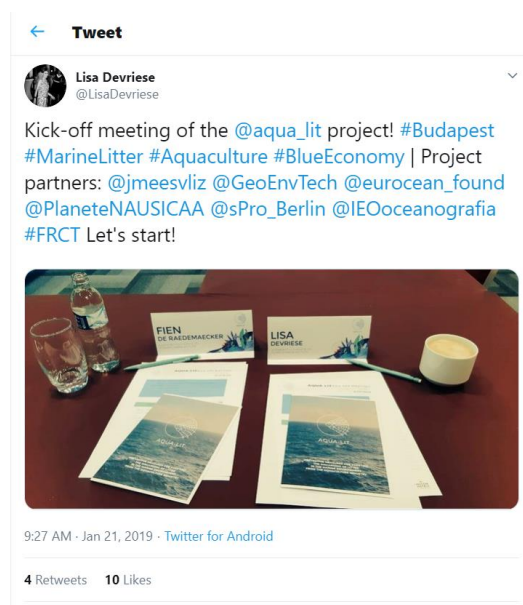 Tweet
Lisa Devriese
@LisaDevriese
Kick-off meeting of the @aqua_lit project! #Budapest
#MarineLitter #Aquaculture #BlueEconomy | Project
partners: @jmeesvliz @GeoEnvTech @eurocean_found
@PlaneteNAUSICAA @sPro_Berlin @IEOoceanografia
#FRCT Let's start!
FIEN
DE RAEDEMAECKER
LISA
DEVRIESE
AQUA-LIT
AQUA-LIT
9:27 AM · Jan 21, 2019 · Twitter for Android
4 Retweets 10 Likes